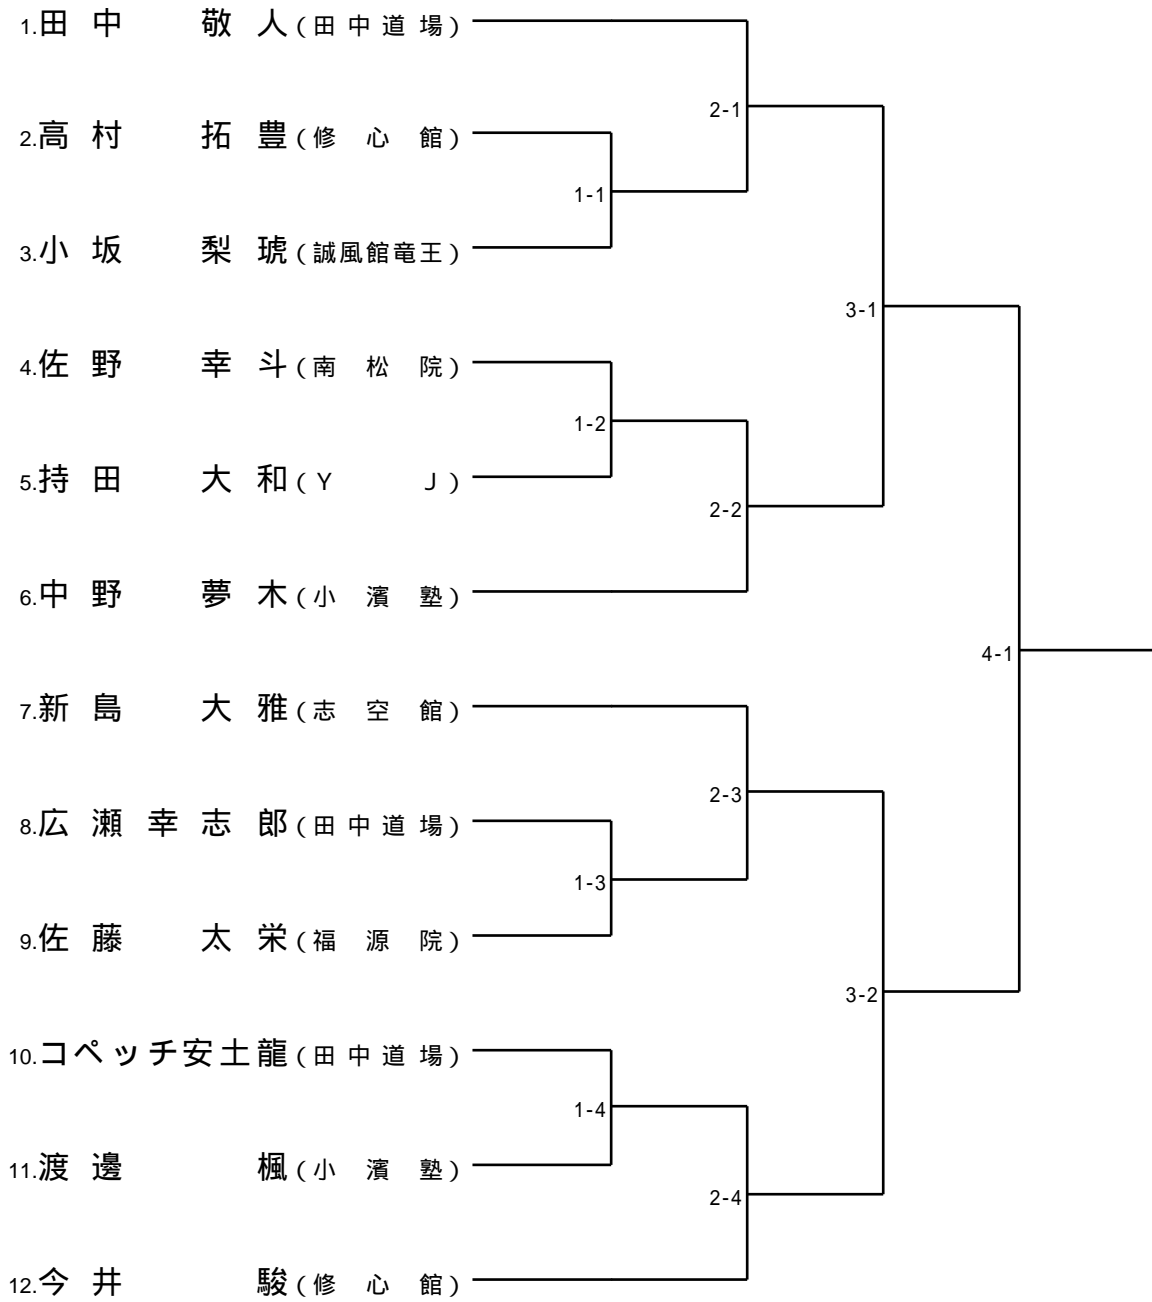 1.田中 敬人(田中道場)
2-1
2.高村 拓豊(修心館)
1-1
3.小坂 梨琥(誠風館竜王)
3-1
4.佐野 幸斗(南松院)
1-2
5.持田 大和(Y J)
2-2
6.中野 夢木(小濱塾)
4-1
7.新島 大雅(志空館)
2-3
8.広瀬幸志郎(田中道場)
1-3
9.佐藤 太栄(福源院)
3-2
10.コペッチ安土龍(田中道場)
1-4
11.渡邊 楓(小濱塾)
2-4
12.今井 駿(修心館)